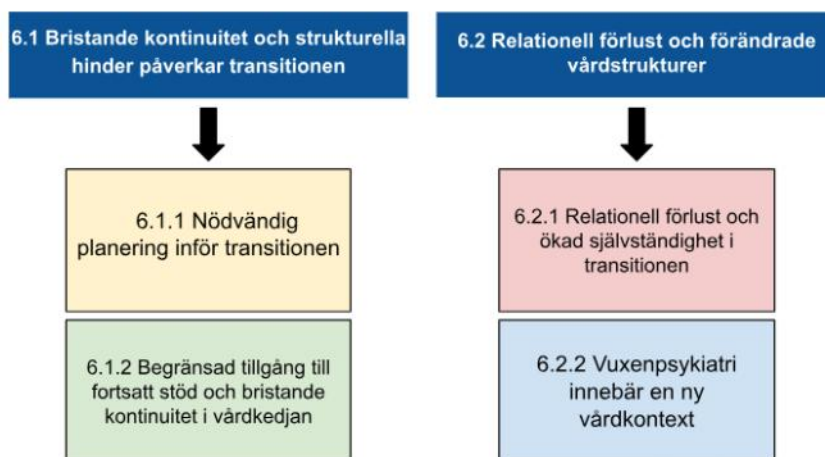 6.1 Bristande kontinuitet och strukturella
hinder påverkar transitionen
6.1.1 Nödvändig
planering inför transitionen
6.1.2 Begränsad tillgång till
fortsatt stöd och bristande
kontinuitet i vårdkedjan
6.2 Relationell förlust och förändrade
vårdstrukturer
6.2.1 Relationell förlust och
ökad självständighet i
transitionen
6.2.2 Vuxenpsykiatri
innebär en ny
vårdkontext